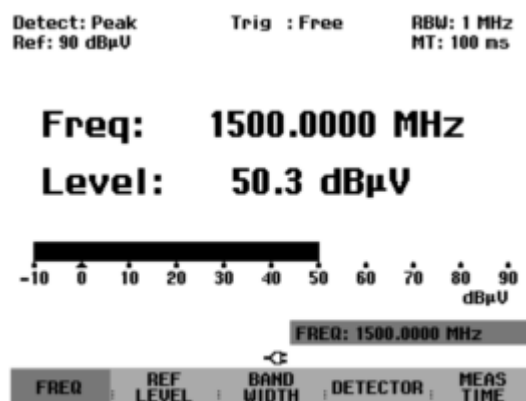 Detect: Peak Trig : Free RBW: 1 MHz
Ref: 90 dBµV MT: 100 ms
Freq: 1500.0000 MHz
Level: 50.3 dBµV
-10 0 10 20 30 40 50 60 70 80 90
dBµV
FREQ: 1500.0000 MHz
FREQ REF LEVEL BAND WIDTH DETECTOR MEAS TIME